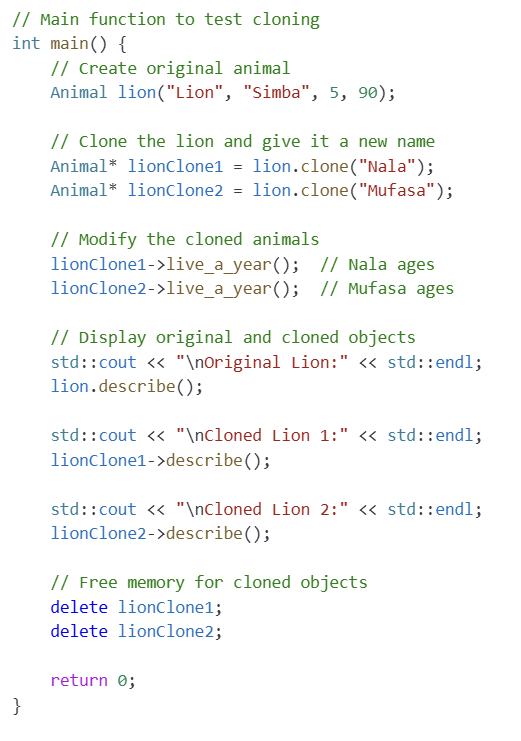 // Main function to test cloning
int main() {
    // Create original animal
    Animal lion("Lion", "Simba", 5, 90);

    // Clone the lion and give it a new name
    Animal* lionClone1 = lion.clone("Nala");
    Animal* lionClone2 = lion.clone("Mufasa");

    // Modify the cloned animals
    lionClone1->live_a_year();  // Nala ages
    lionClone2->live_a_year();  // Mufasa ages

    // Display original and cloned objects
    std::cout << "\nOriginal Lion:" << std::endl;
    lion.describe();

    std::cout << "\nCloned Lion 1:" << std::endl;
    lionClone1->describe();

    std::cout << "\nCloned Lion 2:" << std::endl;
    lionClone2->describe();

    // Free memory for cloned objects
    delete lionClone1;
    delete lionClone2;

    return 0;
}